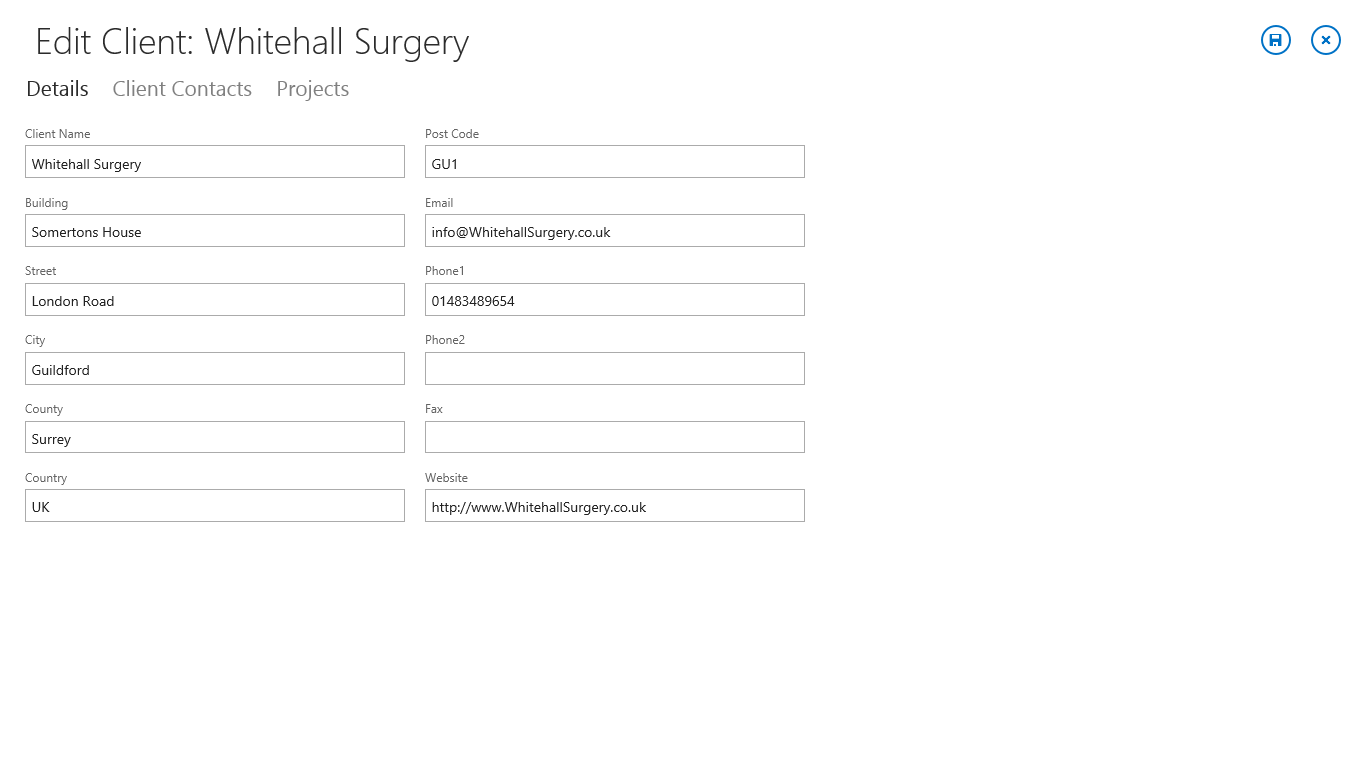 Edit Client: Whitehall Surgery
Details Client Contacts Projects
Client Name
Whitehall Surgery
Building
Somertons House
Street
London Road
City
Guildford
County
Surrey
Country
UK
Post Code
GU1
Email
info@WhitehallSurgery.co.uk
Phone1
01483489654
Phone2
Fax
Website
http://www.WhitehallSurgery.co.uk